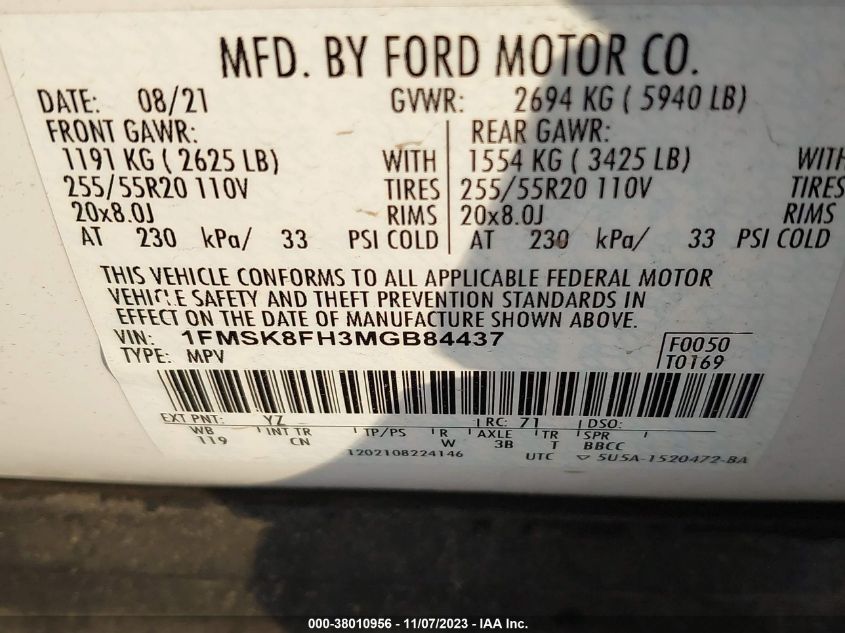 MFD. BY FORD MOTOR CO.
DATE: 08/21 GVWR: 2694 KG ( 5940 LB)
FRONT GAWR: REAR GAWR:
1191 KG ( 2625 LB) WITH 1554 KG ( 3425 LB) WITH
255/55R20 110V TIRES 255/55R20 110V TIRES
20x8.0J RIMS 20x8.0J RIMS
AT 230 kPa/ 33 PSI COLD AT 230 kPa/ 33 PSI COLD
THIS VEHICLE CONFORMS TO ALL APPLICABLE FEDERAL MOTOR
VEHICLE SAFETY AND THEFT PREVENTION STANDARDS IN
EFFECT ON THE DATE OF MANUFACTURE SHOWN ABOVE.
VIN: 1FMSK8FH3MGB84437 F0050
TYPE: MPV T0169
EXT PNT: YZ RC: 71 DSO:
WB INT TR TP/PS R AXLE TR SPR
119 CN W 3B T BBCC
1202108224146 UTC ▽ 5U5A-1520472-BA
000-38010956 — 11/07/2023 — IAA Inc.